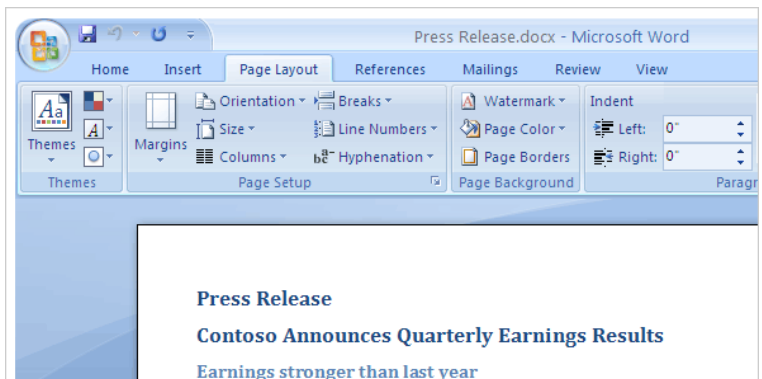 Press Release.docx - Microsoft Word
Home Insert Page Layout References Mailings Review View
Aa Orientation Breaks Watermark Indent
A Size Line Numbers Page Color Left: 0"
Themes Margins Columns Hyphenation Page Borders Right: 0"
Themes Page Setup Page Background Paragr
Press Release
Contoso Announces Quarterly Earnings Results
Earnings stronger than last year